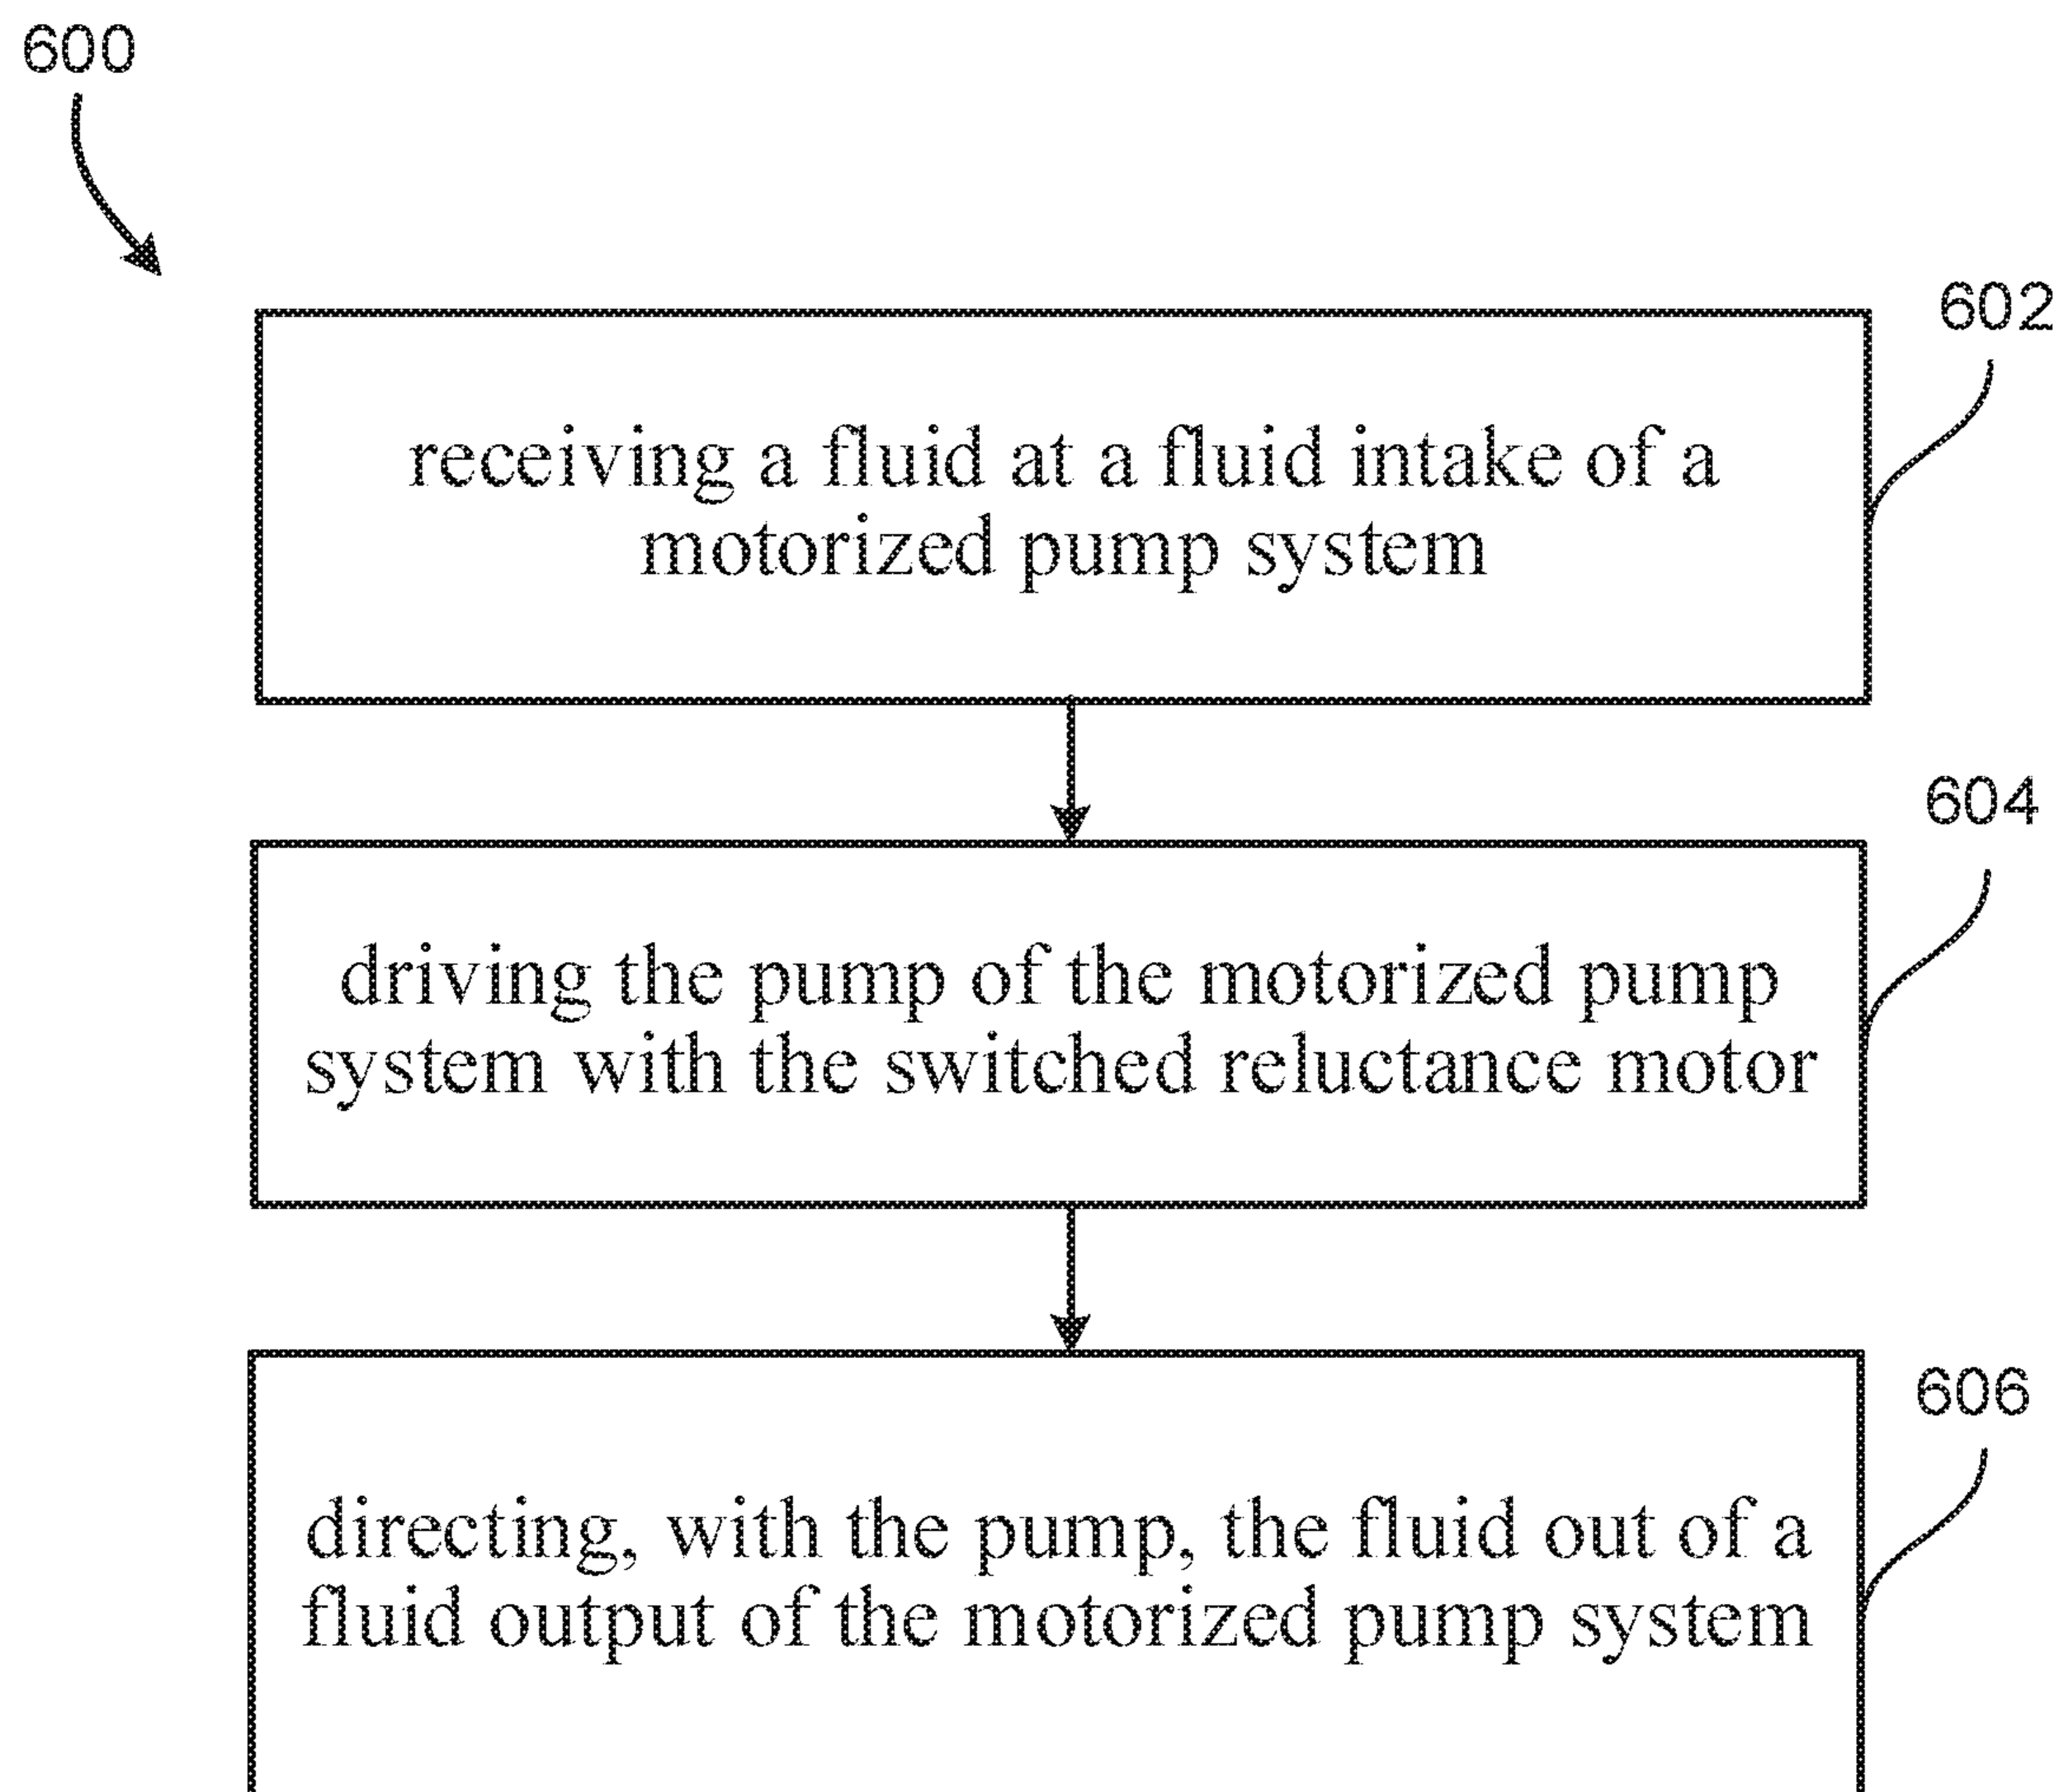 600
602
receiving a fluid at a fluid intake of a
motorized pump system
604
driving the pump of the motorized pump
system with the switched reluctance motor
606
directing, with the pump, the fluid out of a
fluid output of the motorized pump system